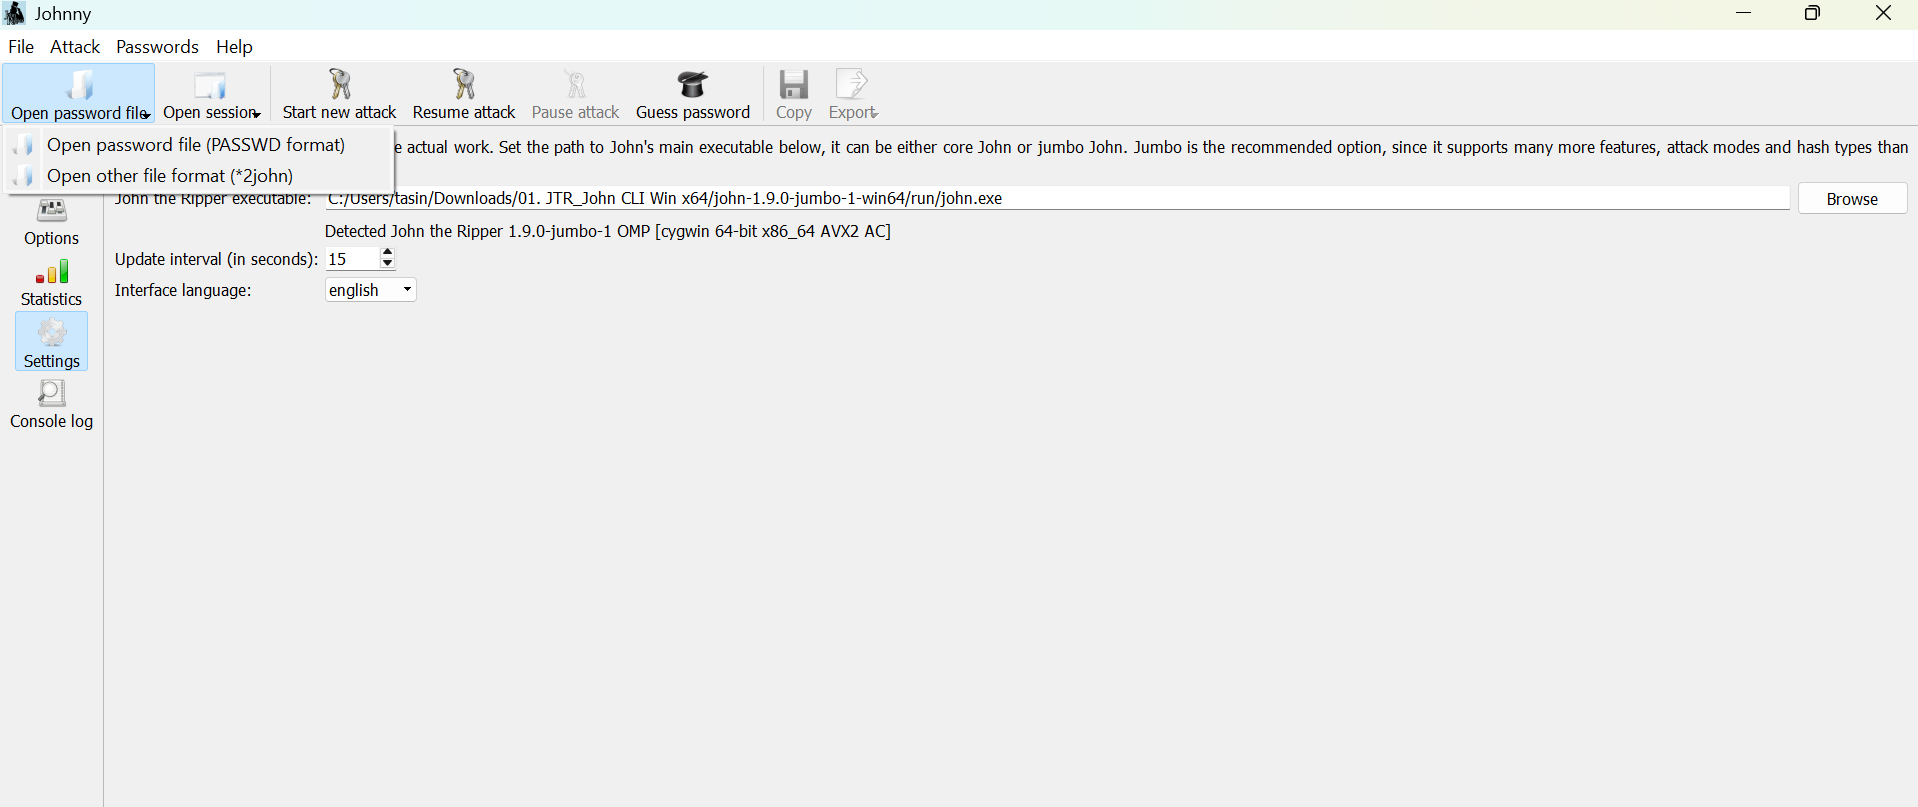 Johnny
File Attack Passwords Help
Open password file Open session Start new attack Resume attack Pause attack Guess password Copy Export
Open password file (PASSWD format)
e actual work. Set the path to John's main executable below, it can be either core John or jumbo John. Jumbo is the recommended option, since it supports many more features, attack modes and hash types than
Open other file format (*2john)
John the Ripper executable: C:/Users/tasin/Downloads/01. JTR_John CLI Win x64/john-1.9.0-jumbo-1-win64/run/john.exe Browse
Options
Detected John the Ripper 1.9.0-jumbo-1 OMP [cygwin 64-bit x86_64 AVX2 AC]
Update interval (in seconds): 15
Interface language: english
Statistics
Settings
Console log